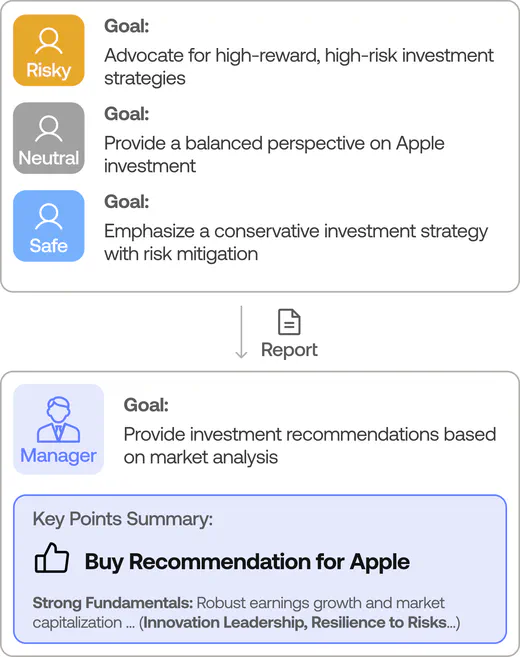 Risky
Goal:
Advocate for high-reward, high-risk investment
strategies
Neutral
Goal:
Provide a balanced perspective on Apple
investment
Safe
Goal:
Emphasize a conservative investment strategy
with risk mitigation
Report
Manager
Goal:
Provide investment recommendations based
on market analysis
Key Points Summary:
Buy Recommendation for Apple
Strong Fundamentals: Robust earnings growth and market
capitalization ... (Innovation Leadership, Resilience to Risks...)